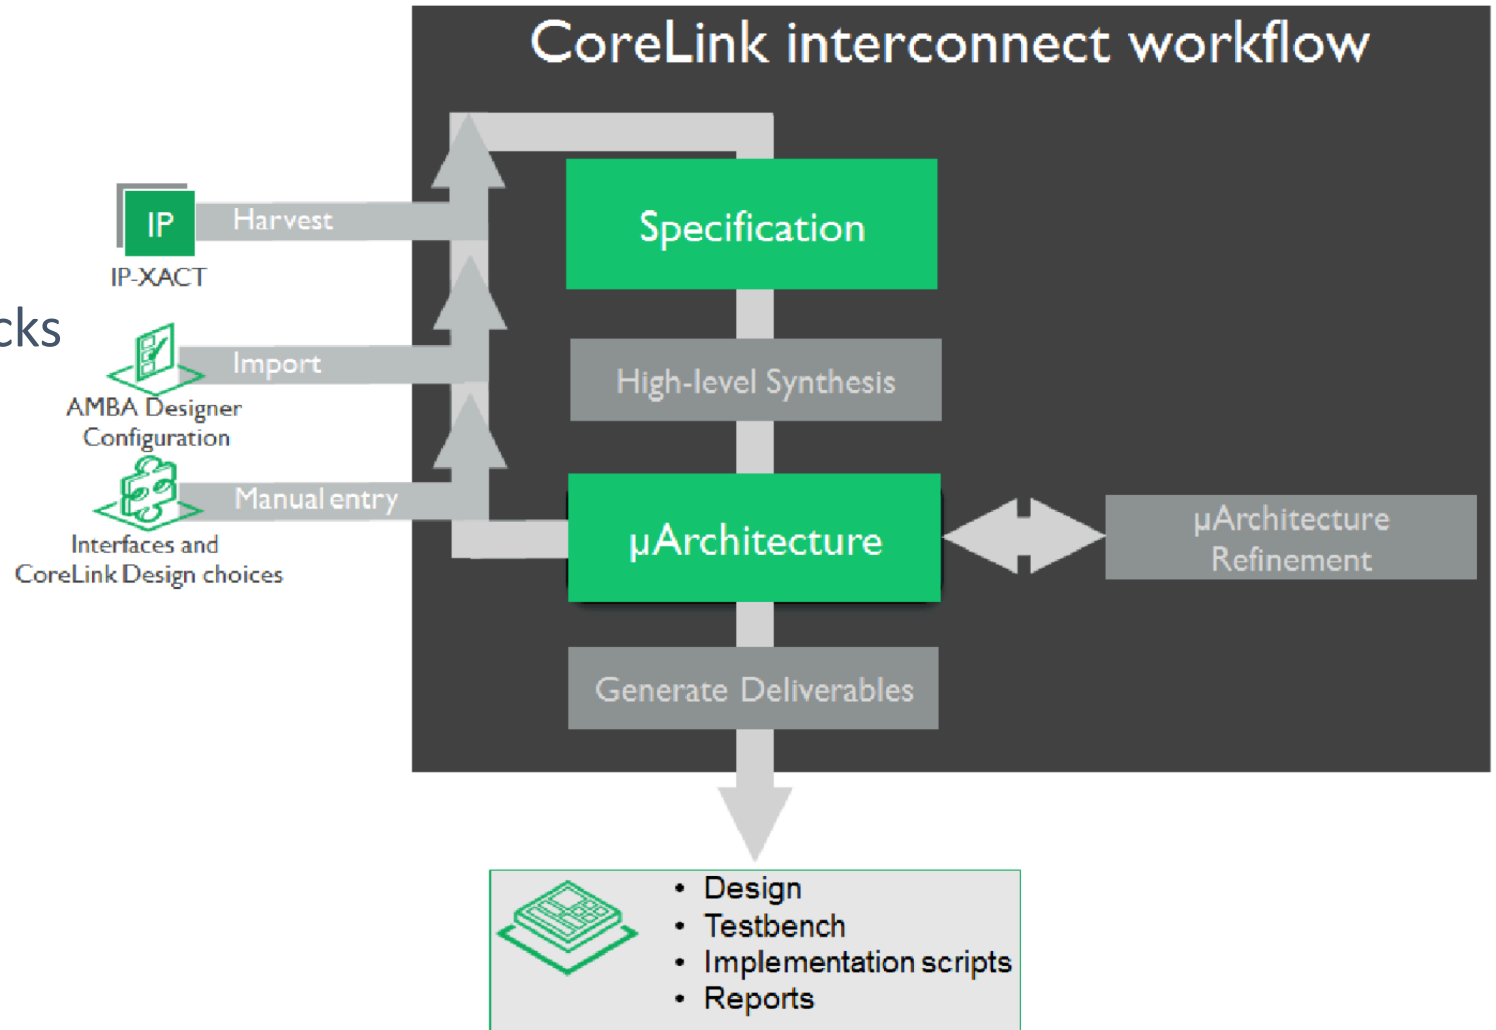 CoreLink interconnect workflow
IP
Harvest
IP-XACT
cks
Import
AMBA Designer
Configuration
Manual entry
Interfaces and
CoreLink Design choices
Specification
High-level Synthesis
µArchitecture
µArchitecture
Refinement
Generate Deliverables
• Design
• Testbench
• Implementation scripts
• Reports